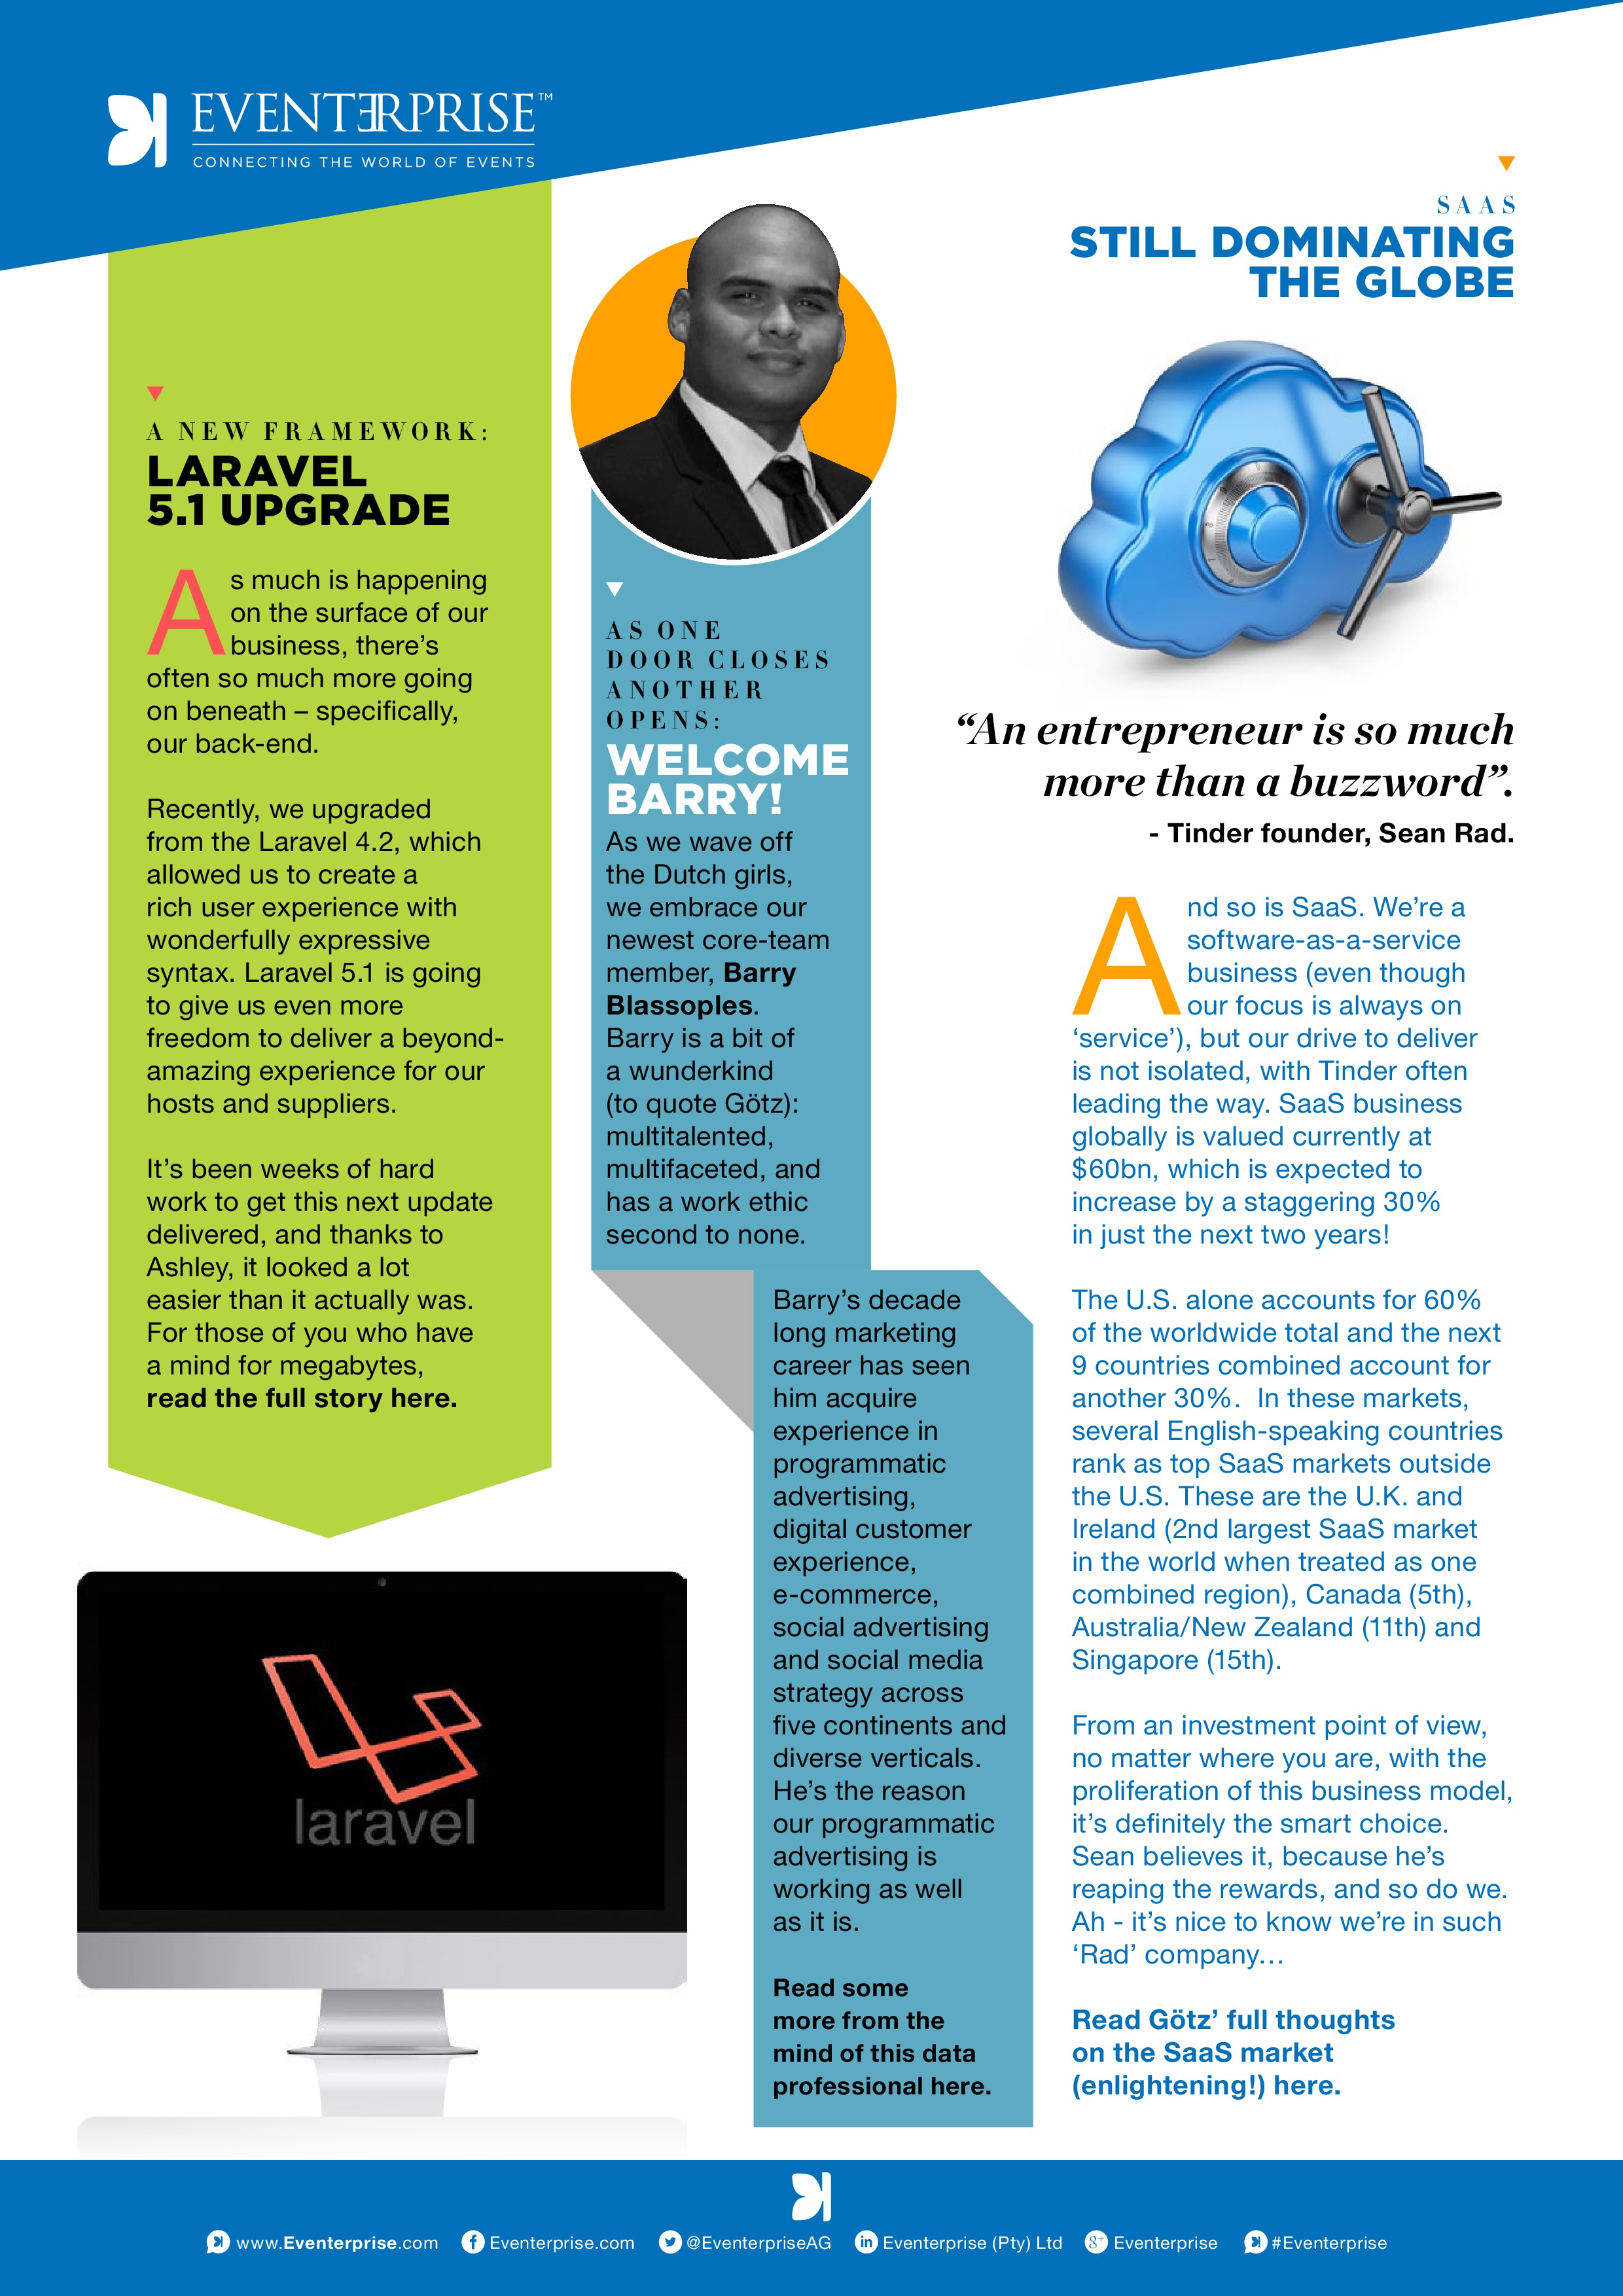 EVENTERPRISE™
CONNECTING THE WORLD OF EVENTS
A NEW FRAMEWORK:
LARAVEL
5.1 UPGRADE
As much is happening
on the surface of our
business, there’s
often so much more going
on beneath – specifically,
our back-end.
Recently, we upgraded
from the Laravel 4.2, which
allowed us to create a
rich user experience with
wonderfully expressive
syntax. Laravel 5.1 is going
to give us even more
freedom to deliver a beyond-
amazing experience for our
hosts and suppliers.
It’s been weeks of hard
work to get this next update
delivered, and thanks to
Ashley, it looked a lot
easier than it actually was.
For those of you who have
a mind for megabytes,
read the full story here.
laravel
AS ONE
DOOR CLOSES
ANOTHER
OPENS:
WELCOME
BARRY!
As we wave off
the Dutch girls,
we embrace our
newest core-team
member, Barry
Blassoples.
Barry is a bit of
a wunderkind
(to quote Götz):
multitalented,
multifaceted, and
has a work ethic
second to none.
Barry’s decade
long marketing
career has seen
him acquire
experience in
programmatic
advertising,
digital customer
experience,
e-commerce,
social advertising
and social media
strategy across
five continents and
diverse verticals.
He’s the reason
our programmatic
advertising is
working as well
as it is.
Read some
more from the
mind of this data
professional here.
SAAS
STILL DOMINATING
THE GLOBE
“An entrepreneur is so much
more than a buzzword”.
- Tinder founder, Sean Rad.
And so is SaaS. We’re a
software-as-a-service
business (even though
our focus is always on
‘service’), but our drive to deliver
is not isolated, with Tinder often
leading the way. SaaS business
globally is valued currently at
$60bn, which is expected to
increase by a staggering 30%
in just the next two years!
The U.S. alone accounts for 60%
of the worldwide total and the next
9 countries combined account for
another 30%.  In these markets,
several English-speaking countries
rank as top SaaS markets outside
the U.S. These are the U.K. and
Ireland (2nd largest SaaS market
in the world when treated as one
combined region), Canada (5th),
Australia/New Zealand (11th) and
Singapore (15th).
From an investment point of view,
no matter where you are, with the
proliferation of this business model,
it’s definitely the smart choice.
Sean believes it, because he’s
reaping the rewards, and so do we.
Ah - it’s nice to know we’re in such
‘Rad’ company…
Read Götz’ full thoughts
on the SaaS market
(enlightening!) here.
www.Eventerprise.com Eventerprise.com @EventerpriseAG Eventerprise (Pty) Ltd Eventerprise #Eventerprise